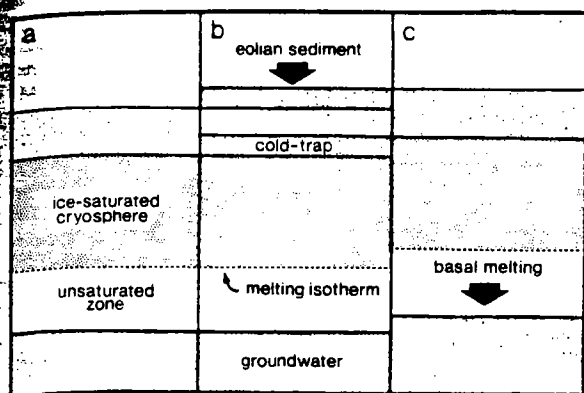 a
b
c
eolian sediment
cold-trap
ice-saturated
cryosphere
unsaturated
zone
melting isotherm
basal melting
groundwater